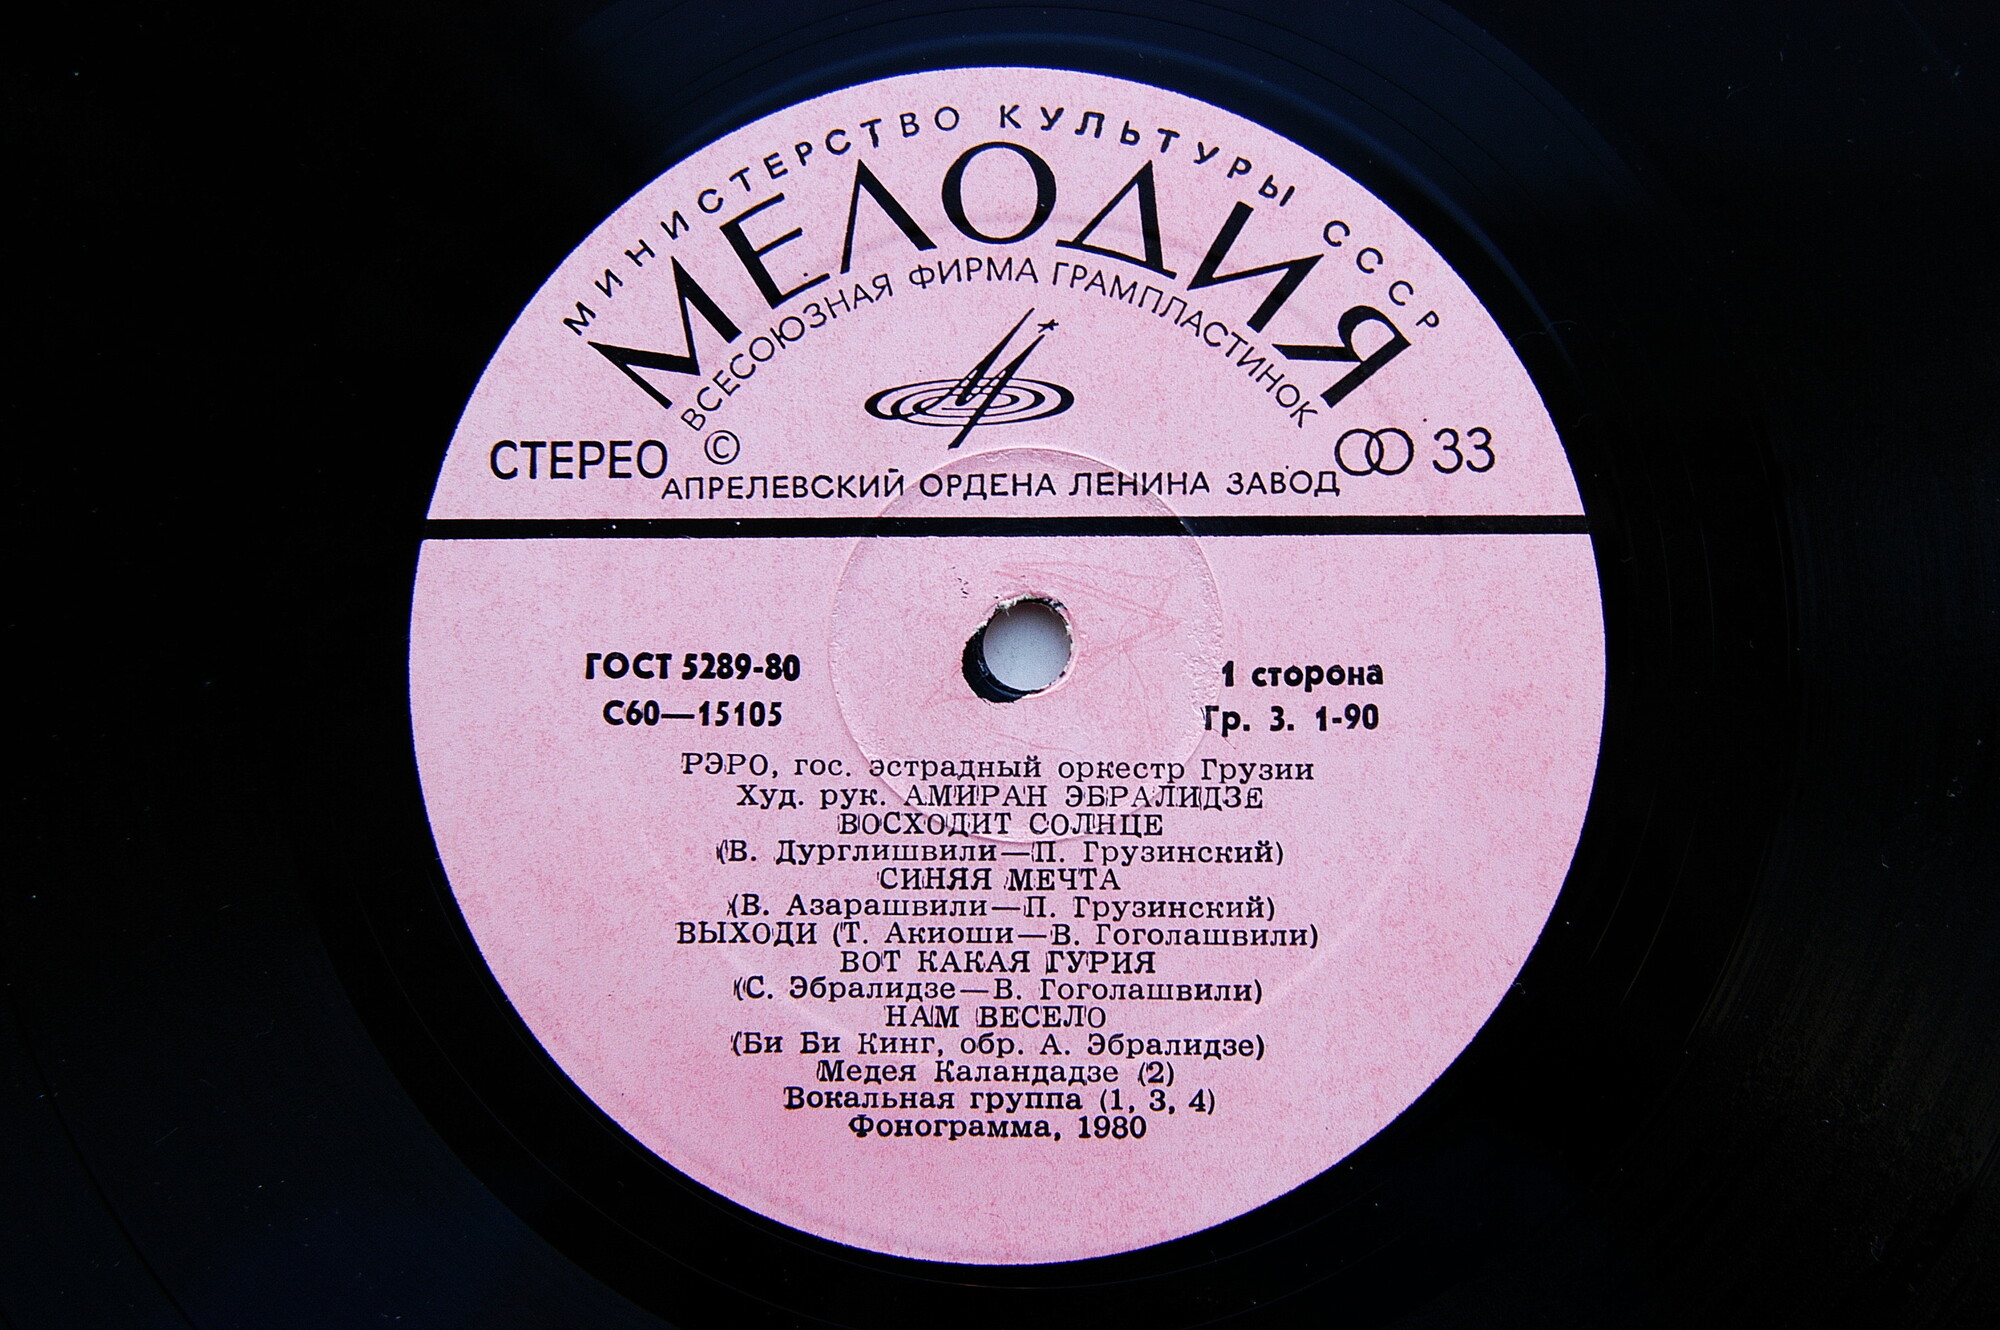 МИНИСТЕРСТВО КУЛЬТУРЫ СССР
МЕЛОДИЯ
ВСЕСОЮЗНАЯ ФИРМА ГРАМПЛАСТИНОК
СТЕРЕО © 33
АПРЕЛЕВСКИЙ ОРДЕНА ЛЕНИНА ЗАВОД
ГОСТ 5289-80 1 сторона
С60—15105 Гр. 3. 1-90
РЭРО, гос. эстрадный оркестр Грузии
Худ. рук. АМИРАН ЭБРАЛИДЗЕ
ВОСХОДИТ СОЛНЦЕ
(В. Дурглишвили—П. Грузинский)
СИНЯЯ МЕЧТА
(В. Азарашвили—П. Грузинский)
ВЫХОДИ (Т. Акиоши—В. Гоголашвили)
ВОТ КАКАЯ ГУРИЯ
(С. Эбралидзе—В. Гоголашвили)
НАМ ВЕСЕЛО
(Би Би Кинг, обр. А. Эбралидзе)
Медея Каландадзе (2)
Вокальная группа (1, 3, 4)
Фонограмма, 1980